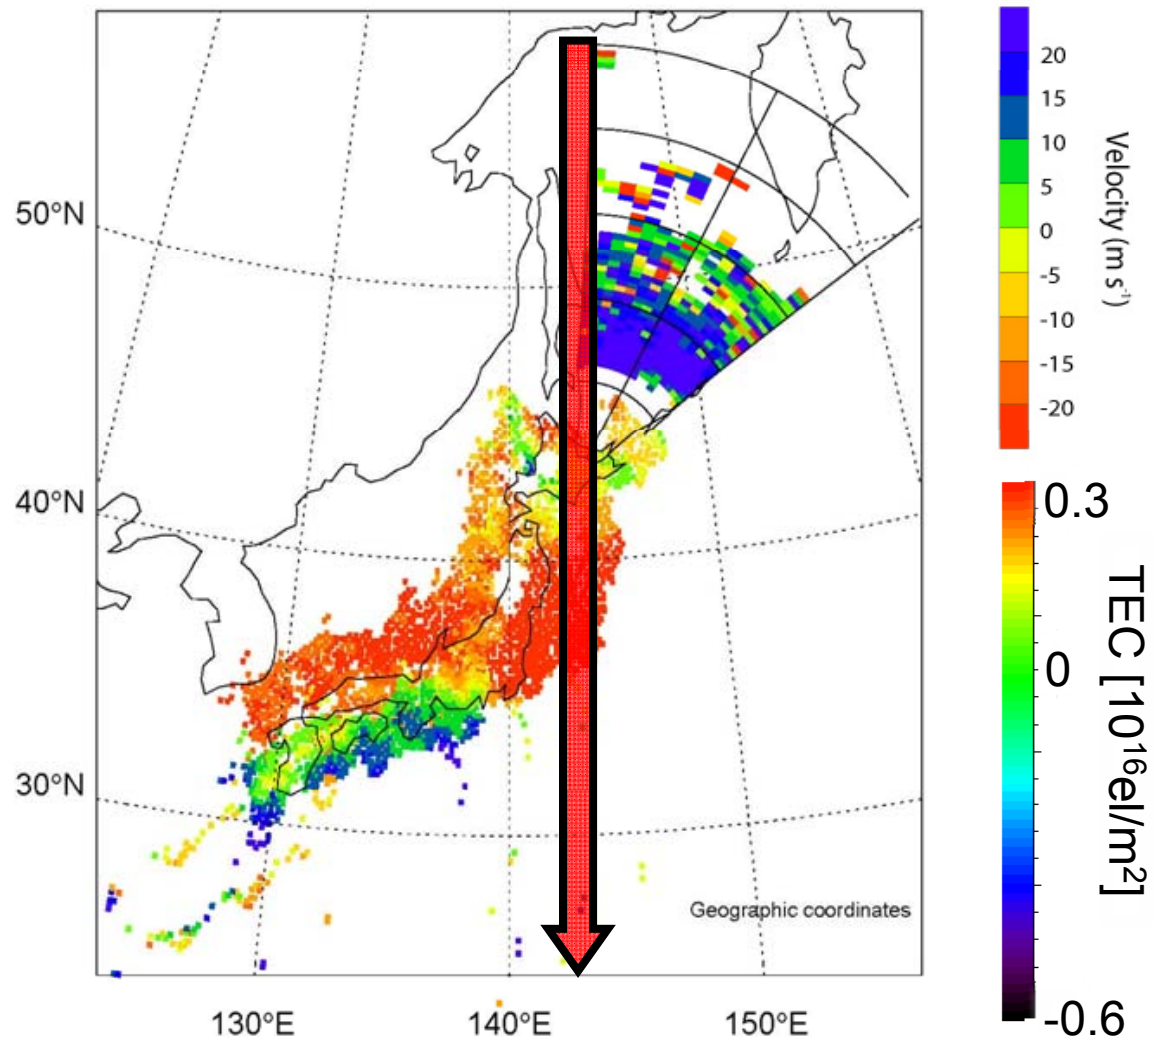 50°N
40°N
30°N
130°E
140°E
150°E
Geographic coordinates
20
15
10
5
0
-5
-10
-15
-20
Velocity (m s⁻¹)
0.3
0
-0.6
TEC [10¹⁶el/m²]